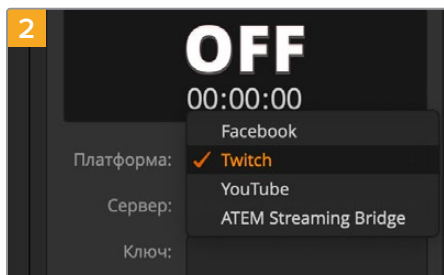 2
OFF
00:00:00
Facebook
Платформа: ✓ Twitch
YouTube
Сервер:
ATEM Streaming Bridge
Ключ: